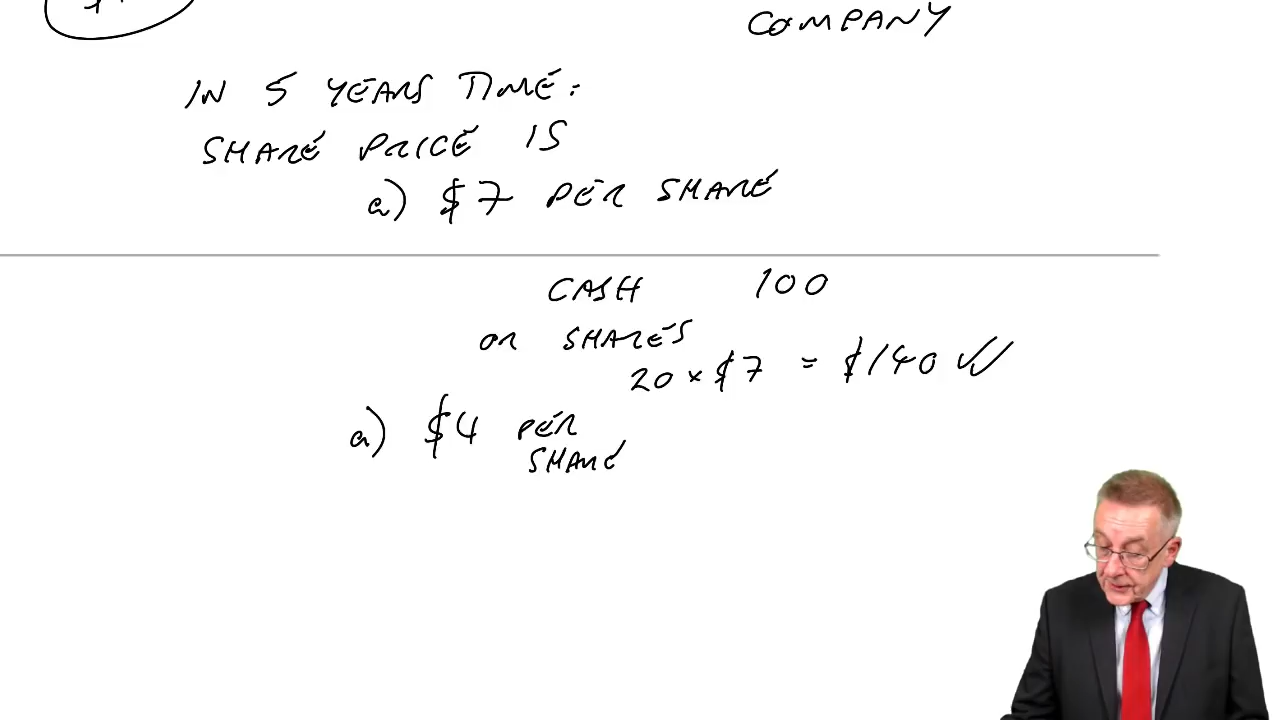 COMPANY
IN 5 YEARS TIME:
SHARE PRICE IS
a) $7 PER SHARE
CASH 100
OR SHARES
20 × $7 = $140 ✓✓
a) $4 PER
SHARE